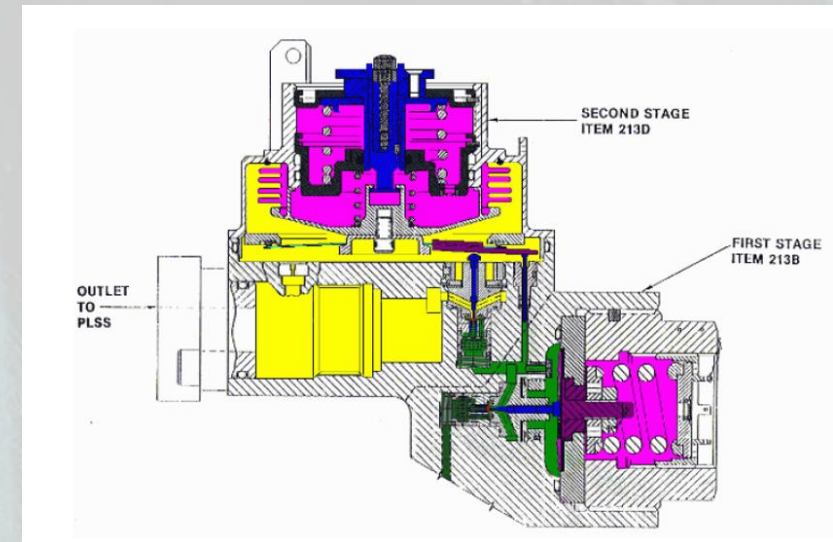 SECOND STAGE
ITEM 213D
FIRST STAGE
ITEM 213B
OUTLET
TO
PLSS